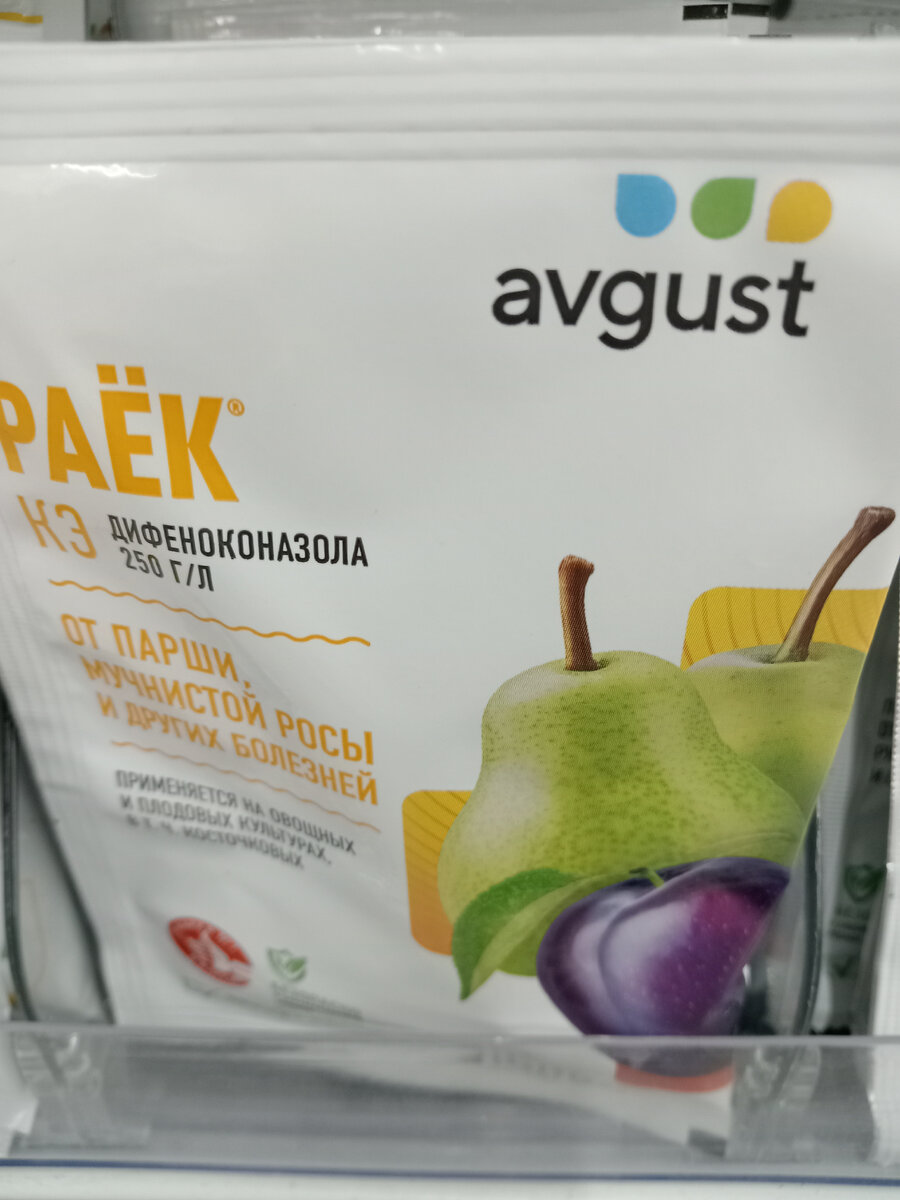 avgust
РАЁК®
КЭ ДИФЕНОКОНАЗОЛА
250 Г/Л
ОТ ПАРШИ,
МУЧНИСТОЙ РОСЫ
И ДРУГИХ БОЛЕЗНЕЙ
ПРИМЕНЯЕТСЯ НА ОВОЩНЫХ
И ПЛОДОВЫХ КУЛЬТУРАХ,
В Т. Ч. КОСТОЧКОВЫХ